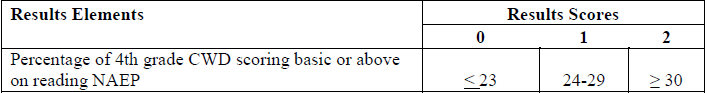 Results Elements Results Scores
0 1 2
Percentage of 4th grade CWD scoring basic or above
on reading NAEP ≤ 23 24-29 ≥ 30